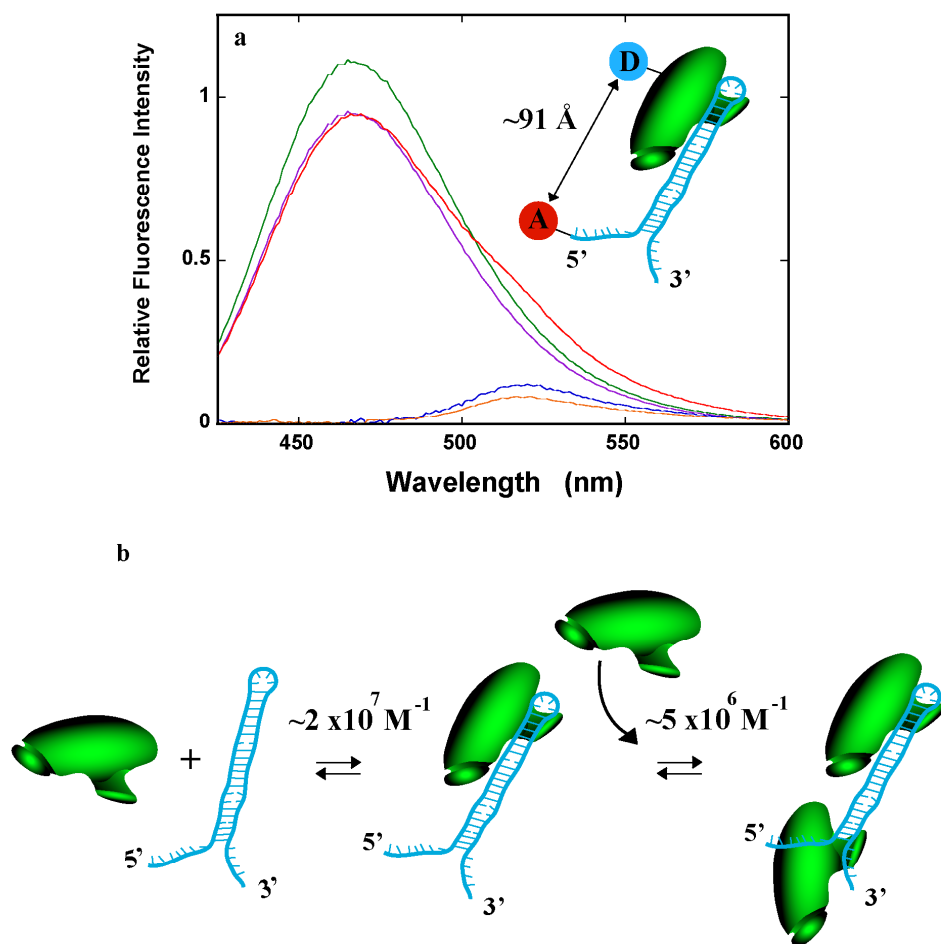 a
Relative Fluorescence Intensity
1
0.5
0
450
500
550
600
Wavelength (nm)
D
~91 Å
A
5’
3’
b
+
5’
3’
~2 x10⁷ M⁻¹
5’
3’
~5 x10⁶ M⁻¹
5’
3’